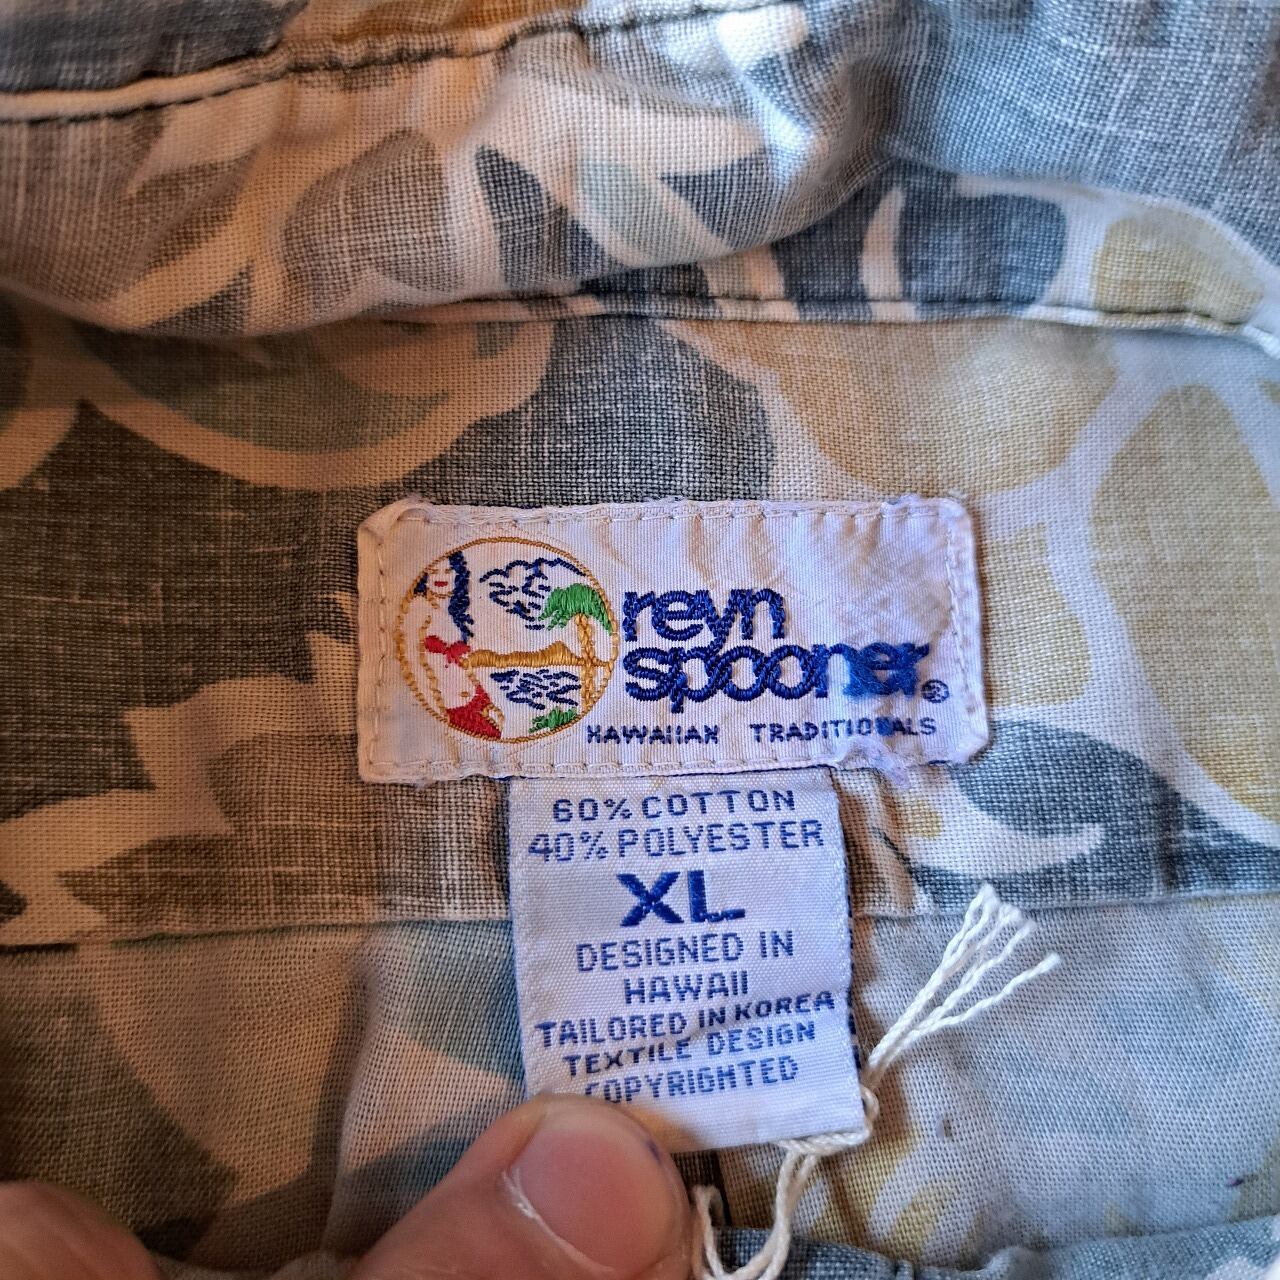 reyn
spooner®
HAWAIIAN TRADITIONALS
60% COTTON
40% POLYESTER
XL
DESIGNED IN
HAWAII
TAILORED IN KOREA
TEXTILE DESIGN
COPYRIGHTED